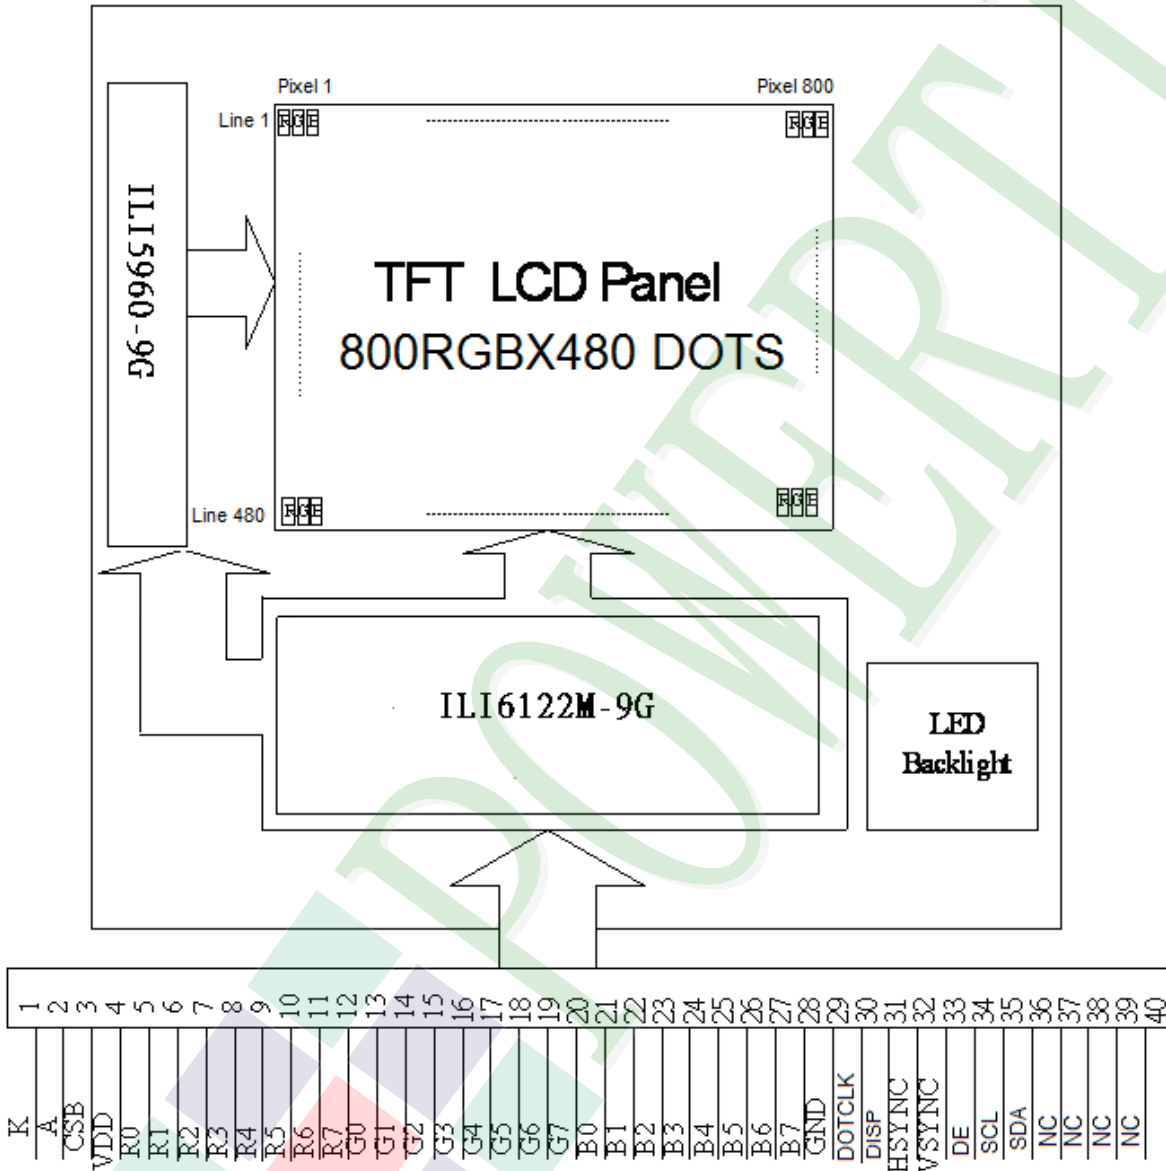 Pixel 1
Pixel 800
Line 1
RGB
RGB
ILI5960-9G
TFT LCD Panel
800RGBX480 DOTS
Line 480
RGB
RGB
ILI6122M-9G
LED
Backlight
1 2 3 4 5 6 7 8 9 10 11 12 13 14 15 16 17 18 19 20 21 22 23 24 25 26 27 28 29 30 31 32 33 34 35 36 37 38 39 40
K
A
CSB
VDD
R0
R1
R2
R3
R4
R5
R6
R7
G0
G1
G2
G3
G4
G5
G6
G7
B0
B1
B2
B3
B4
B5
B6
B7
GND
DOTCLK
DISP
HSYNC
VSYNC
DE
SCL
SDA
NC
NC
NC
NC
POWERT